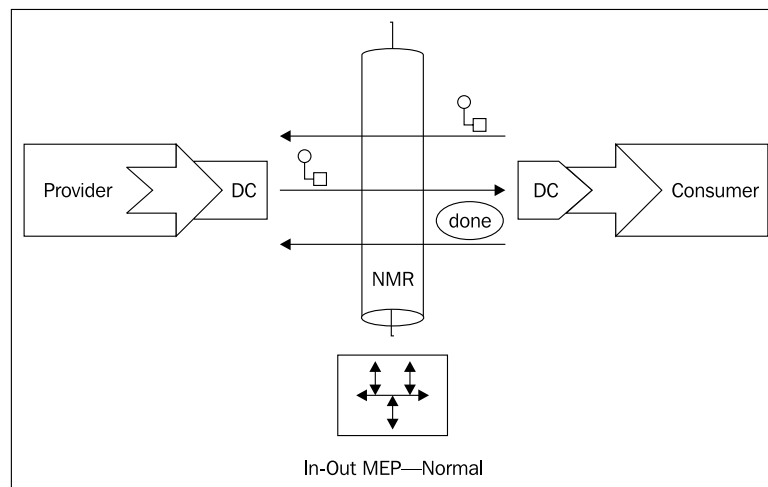 Provider
DC
done
NMR
DC
Consumer
In-Out MEP—Normal